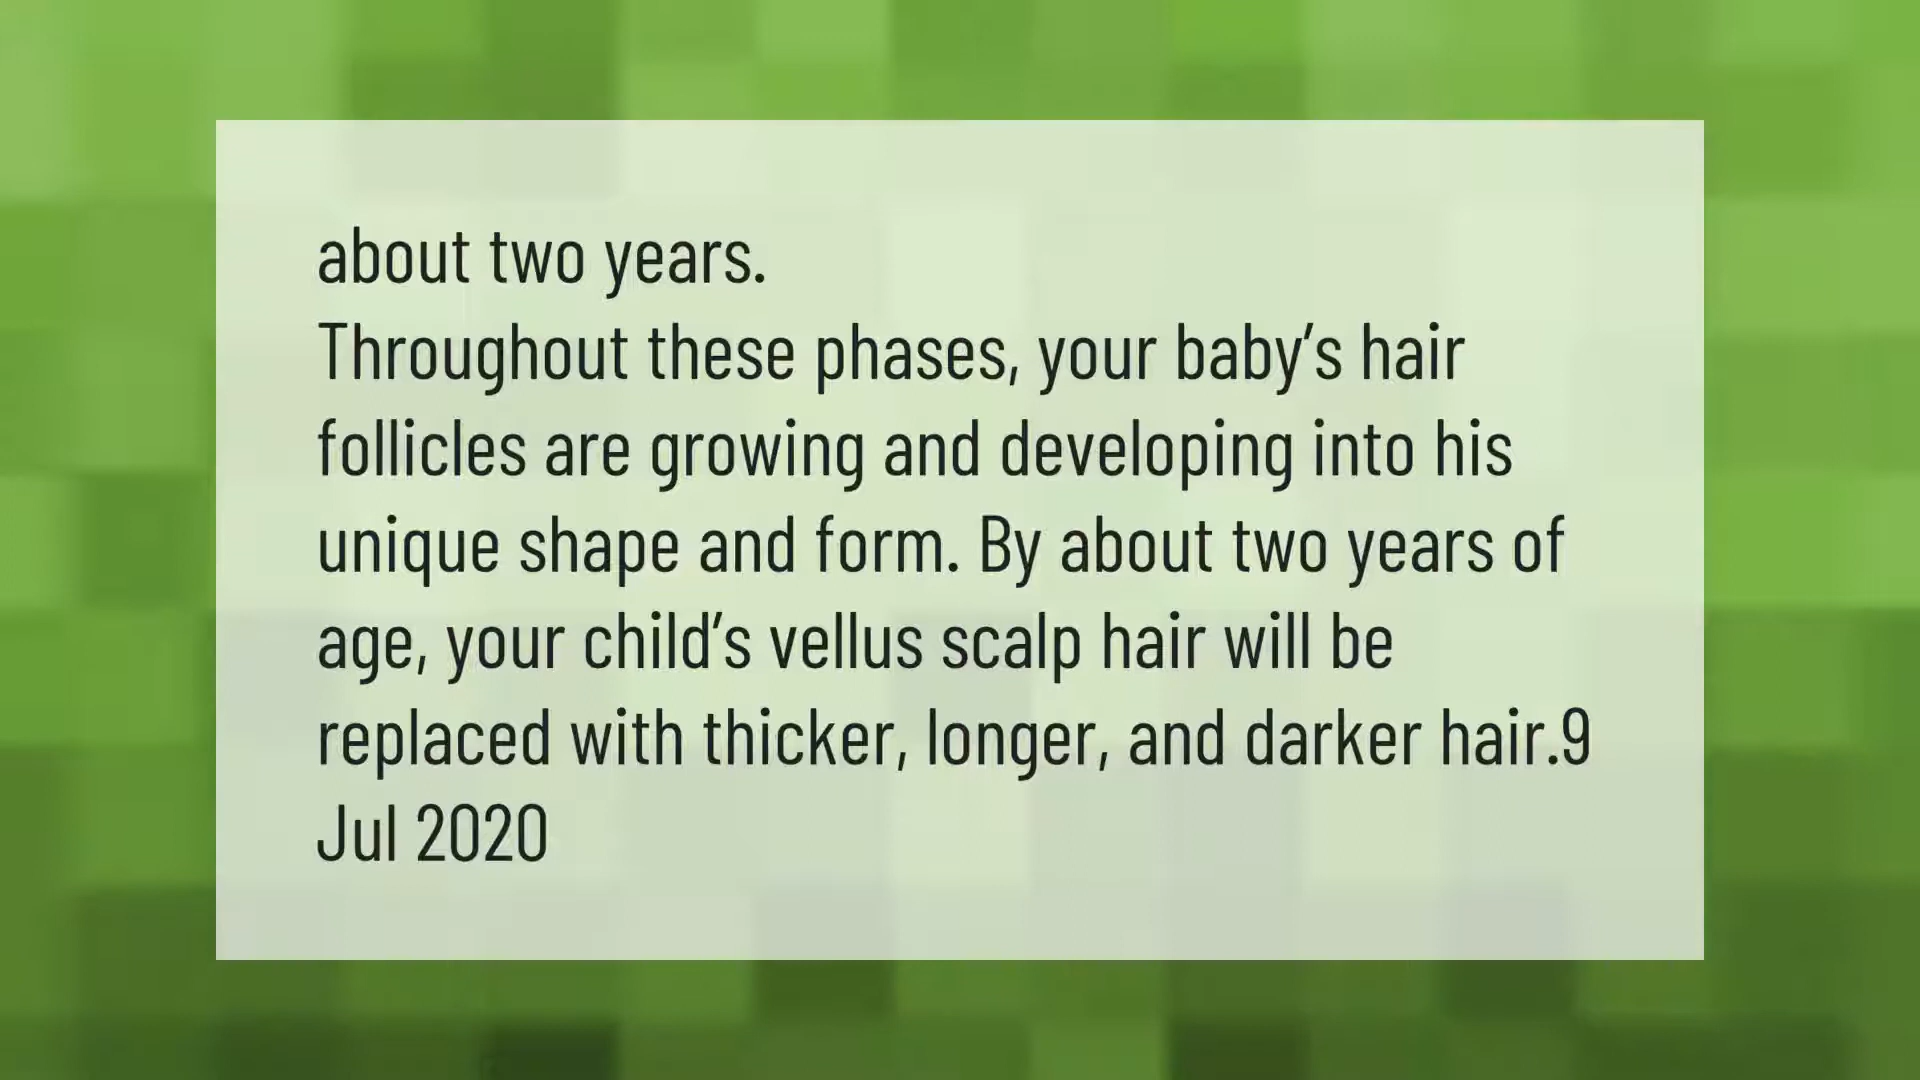 about two years.
Throughout these phases, your baby’s hair
follicles are growing and developing into his
unique shape and form. By about two years of
age, your child’s vellus scalp hair will be
replaced with thicker, longer, and darker hair.9
Jul 2020